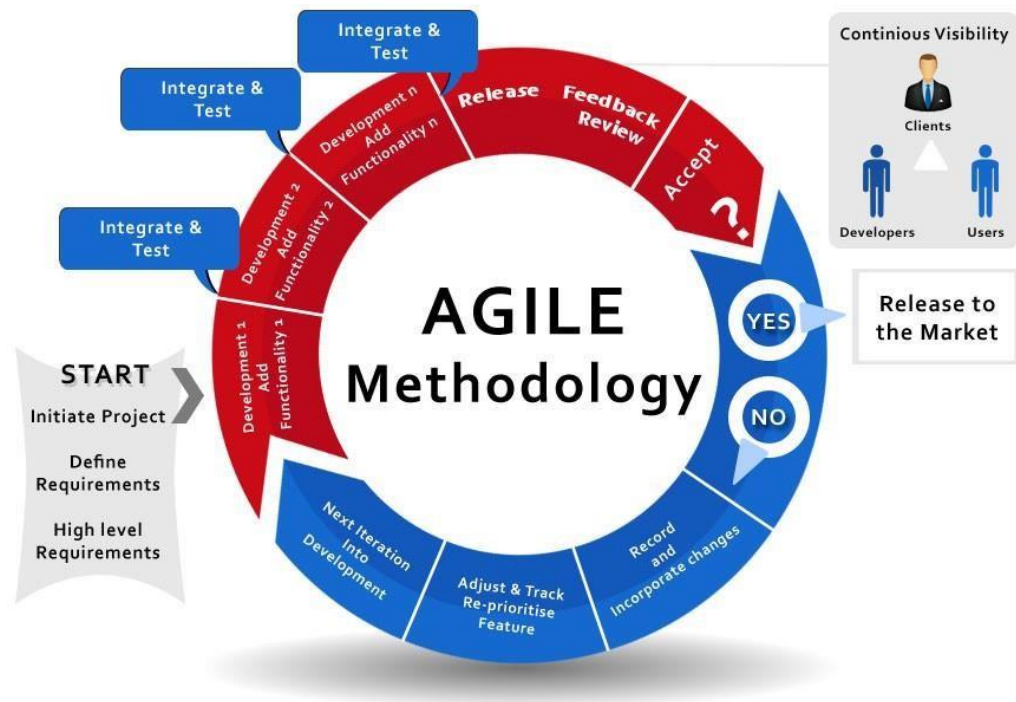 START
Initiate Project
Define
Requirements
High level
Requirements
Development 1
Add
Functionality 1
Integrate &
Test
Development 2
Add
Functionality 2
Integrate &
Test
Development n
Add
Functionality n
Integrate &
Test
Release
Feedback
Review
Accept
?
Continious Visibility
Clients
Developers
Users
YES
Release to
the Market
NO
Record
and
Incorporate changes
Adjust & Track
Re-prioritise
Feature
Next Iteration
Into
Development
AGILE
Methodology